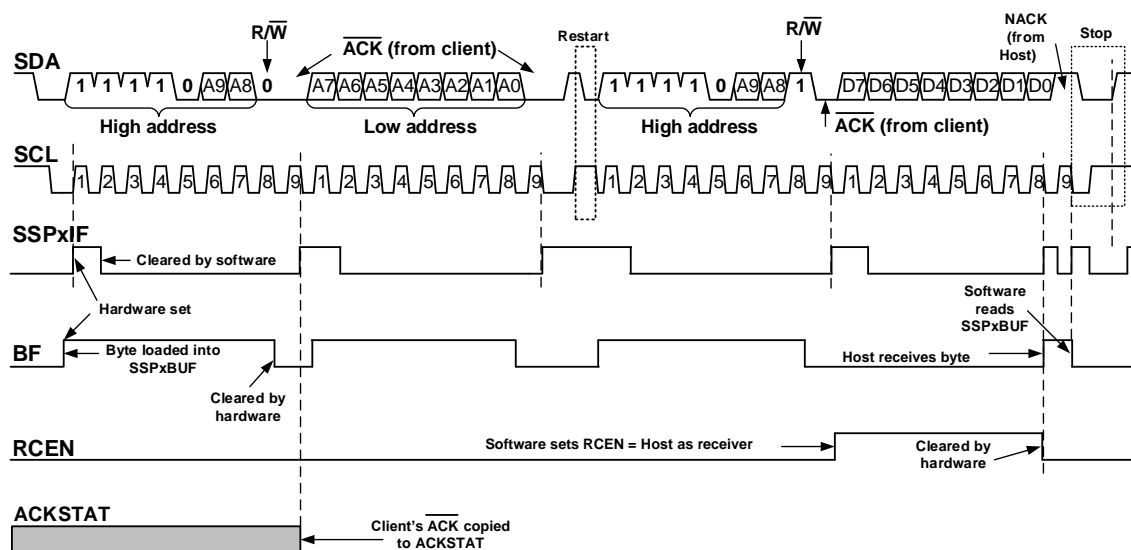 R/W̅
A̅C̅K̅ (from client)
Restart
R/W̅
NACK
(from
Host)
Stop
SDA
1 1 1 1 0 A9 A8 0 A7 A6 A5 A4 A3 A2 A1 A0 1 1 1 1 0 A9 A8 1 D7 D6 D5 D4 D3 D2 D1 D0
High address
Low address
High address
A̅C̅K̅ (from client)
SCL
1 2 3 4 5 6 7 8 9 1 2 3 4 5 6 7 8 9 1 2 3 4 5 6 7 8 9 1 2 3 4 5 6 7 8 9
SSPxIF
Cleared by software
Hardware set
Software
reads
SSPxBUF
BF
Byte loaded into
SSPxBUF
Host receives byte
Cleared by
hardware
RCEN
Software sets RCEN = Host as receiver
Cleared by
hardware
ACKSTAT
Client's A̅C̅K̅ copied
to ACKSTAT